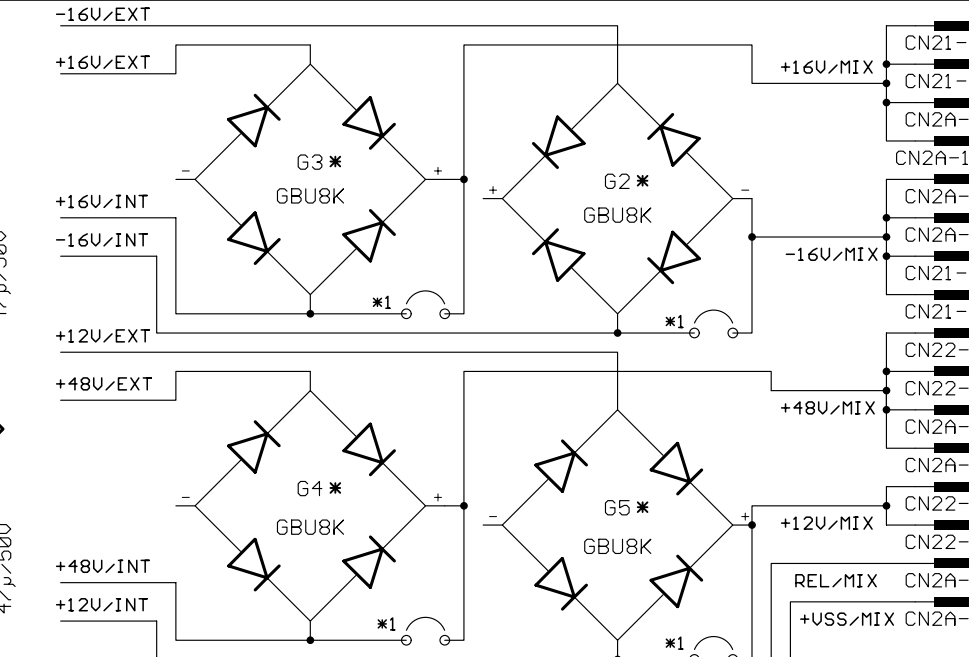 -16V/EXT
+16V/EXT
+16V/MIX
CN21-
CN21-
CN2A-
CN2A-1
G3*
GBU8K
-
+
+16V/INT
-16V/INT
*1
G2*
GBU8K
+
-
-16V/MIX
CN2A-
CN2A-
CN21-
CN21-
*1
+12V/EXT
+48V/EXT
+48V/MIX
CN22-
CN22-
CN2A-
CN2A-
G4*
GBU8K
-
+
+48V/INT
+12V/INT
*1
G5*
GBU8K
-
+
+12V/MIX
CN22-
CN22-
REL/MIX
CN2A-
+VSS/MIX
CN2A-
*1
47µ/50V